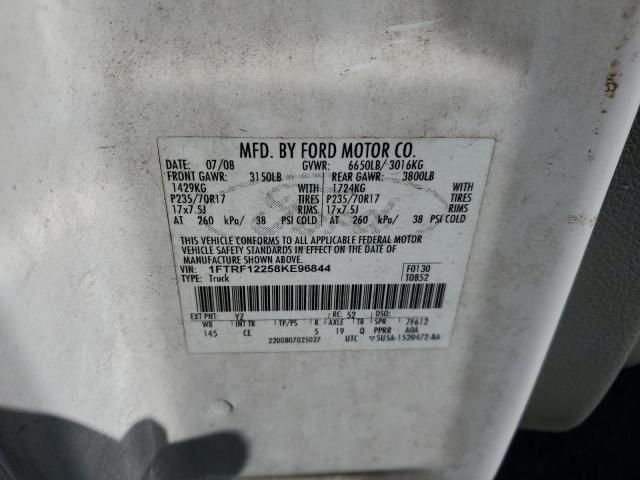 MFD. BY FORD MOTOR CO.
DATE: 07/08 GVWR: 6650LB/ 3016KG
FRONT GAWR: 3150LB REAR GAWR: 3800LB
1429KG WITH 1724KG WITH
P235/70R17 TIRES P235/70R17 TIRES
17x7.5J RIMS 17x7.5J RIMS
AT 260 kPa/ 38 PSI COLD AT 260 kPa/ 38 PSI COLD
THIS VEHICLE CONFORMS TO ALL APPLICABLE FEDERAL MOTOR
VEHICLE SAFETY STANDARDS IN EFFECT ON THE DATE OF
MANUFACTURE SHOWN ABOVE.
VIN: 1FTRF12258KE96844 F0130
TYPE: Truck T0852
EXT PNT: YZ RC: 52 DSO:
WB INT TR TP/PS R AXLE TR SPR 7F612
145 CE 5 19 Q PPRR A0A
2200807025027 UTC ▽5U5A-1520472-BA